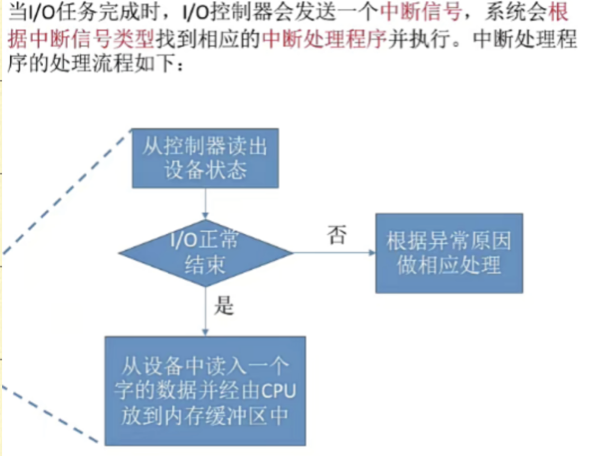 当I/O任务完成时，I/O控制器会发送一个中断信号，系统会根
据中断信号类型找到相应的中断处理程序并执行。中断处理程
序的处理流程如下：
从控制器读出
设备状态
I/O正常
结束
否
根据异常原因
做相应处理
是
从设备中读入一个
字的数据并经由CPU
放到内存缓冲区中